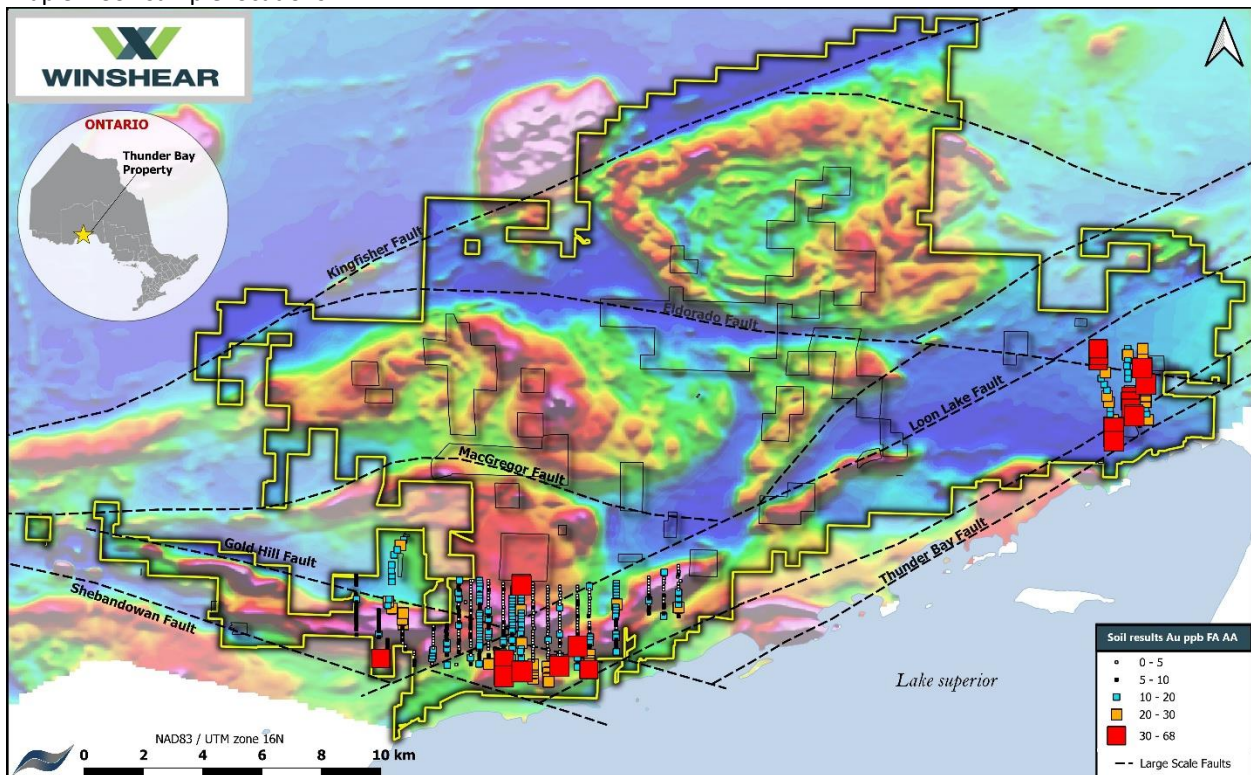 WINSHEAR
ONTARIO
Thunder Bay
Property
Kingfisher Fault
Eldorado Fault
Loon Lake Fault
MacGregor Fault
Thunder Bay Fault
Gold Hill Fault
Shebandowan Fault
Lake superior
NAD83 / UTM zone 16N
0 2 4 6 8 10 km
Soil results Au ppb FA AA
0 - 5
5 - 10
10 - 20
20 - 30
30 - 68
Large Scale Faults